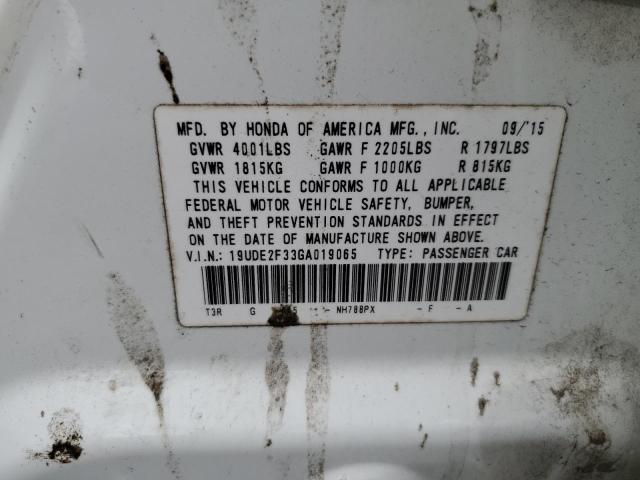 MFD. BY HONDA OF AMERICA MFG., INC. 09/'15
GVWR 4001LBS GAWR F 2205LBS R 1797LBS
GVWR 1815KG GAWR F 1000KG R 815KG
THIS VEHICLE CONFORMS TO ALL APPLICABLE
FEDERAL MOTOR VEHICLE SAFETY, BUMPER,
AND THEFT PREVENTION STANDARDS IN EFFECT
ON THE DATE OF MANUFACTURE SHOWN ABOVE.
V.I.N.: 19UDE2F33GA019065 TYPE: PASSENGER CAR
T3R G NH788PX -F -A